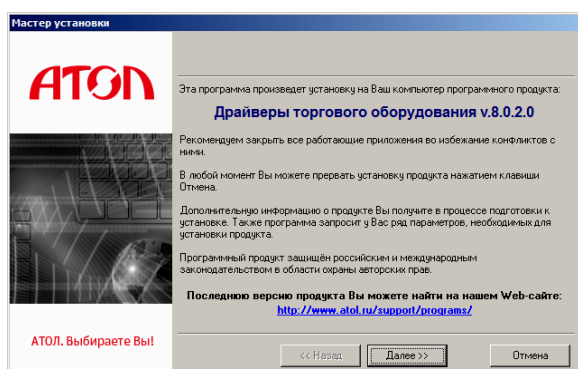 Мастер установки
АТОЛ
Эта программа произведет установку на Ваш компьютер программного продукта:
Драйверы торгового оборудования v.8.0.2.0
Рекомендуем закрыть все работающие приложения во избежание конфликтов с
ними.
В любой момент Вы можете прервать установку продукта нажатием клавиши
Отмена.
Дополнительную информацию о продукте Вы получите в процессе подготовки к
установке. Также программа запросит у Вас ряд параметров, необходимых для
установки продукта.
Программный продукт защищён российским и международным
законодательством в области охраны авторских прав.
Последнюю версию продукта Вы можете найти на нашем Web-сайте:
http://www.atol.ru/support/programs/
АТОЛ. Выбираете Вы!
<< Назад
Далее >>
Отмена